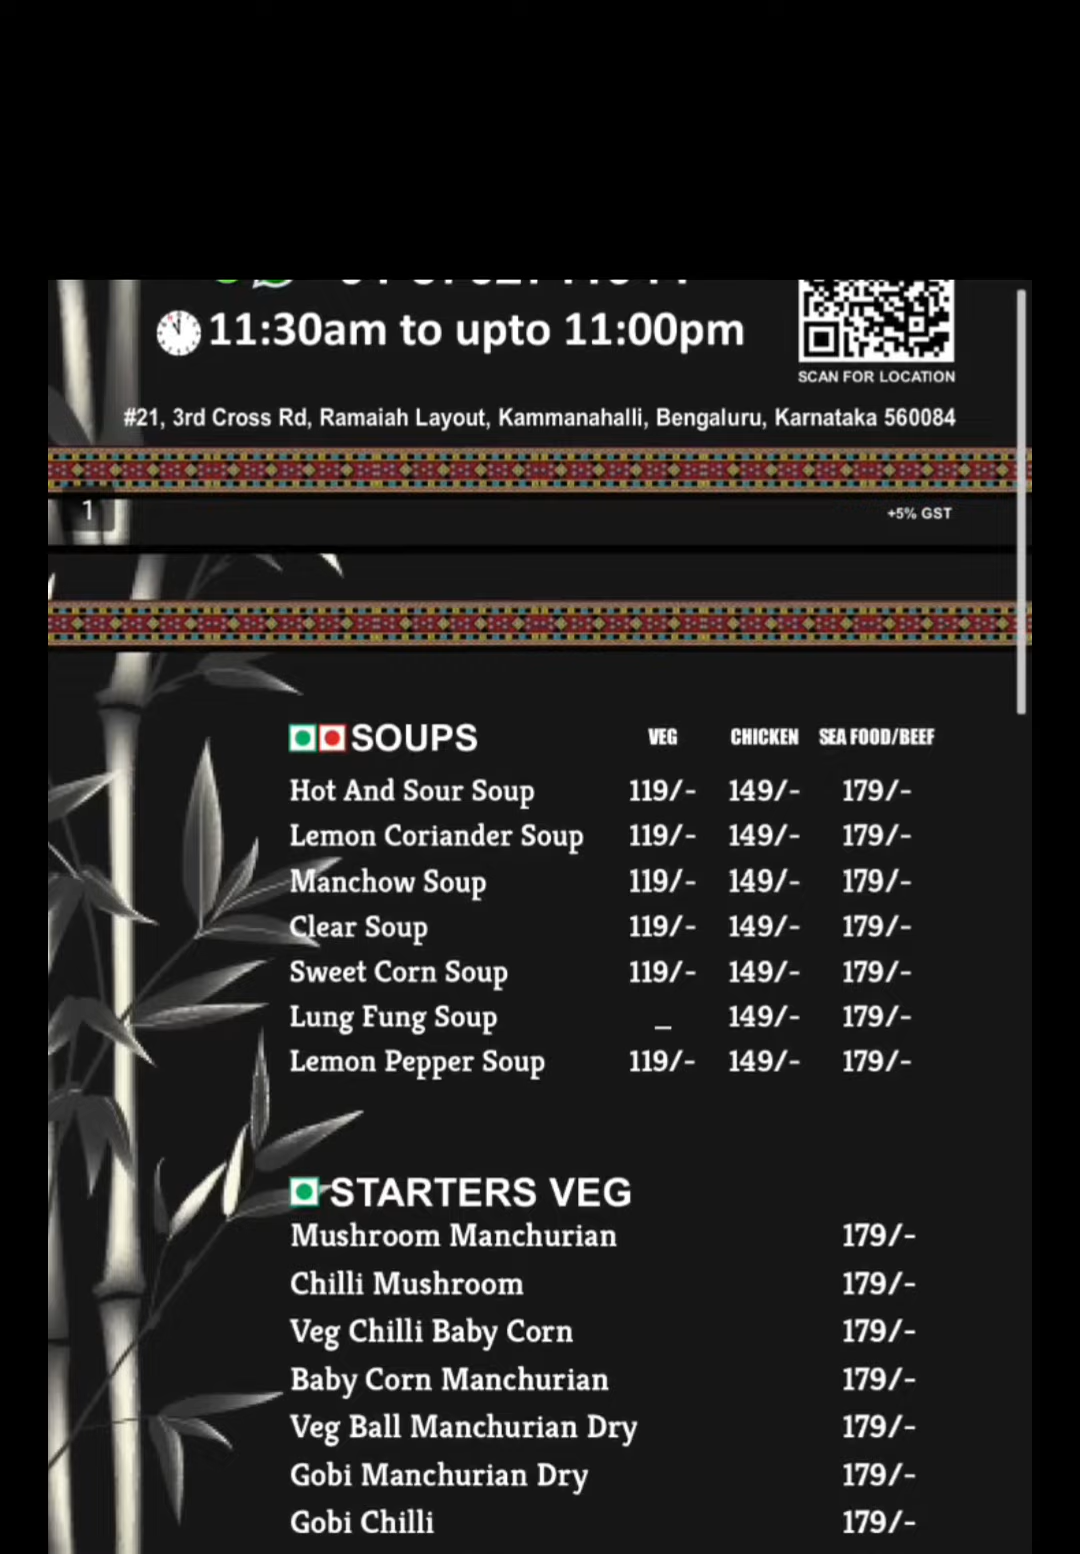 11:30am to upto 11:00pm
SCAN FOR LOCATION
#21, 3rd Cross Rd, Ramaiah Layout, Kammanahalli, Bengaluru, Karnataka 560084
1
+5% GST
SOUPS VEG CHICKEN SEA FOOD/BEEF
Hot And Sour Soup 119/- 149/- 179/-
Lemon Coriander Soup 119/- 149/- 179/-
Manchow Soup 119/- 149/- 179/-
Clear Soup 119/- 149/- 179/-
Sweet Corn Soup 119/- 149/- 179/-
Lung Fung Soup _ 149/- 179/-
Lemon Pepper Soup 119/- 149/- 179/-
STARTERS VEG
Mushroom Manchurian 179/-
Chilli Mushroom 179/-
Veg Chilli Baby Corn 179/-
Baby Corn Manchurian 179/-
Veg Ball Manchurian Dry 179/-
Gobi Manchurian Dry 179/-
Gobi Chilli 179/-